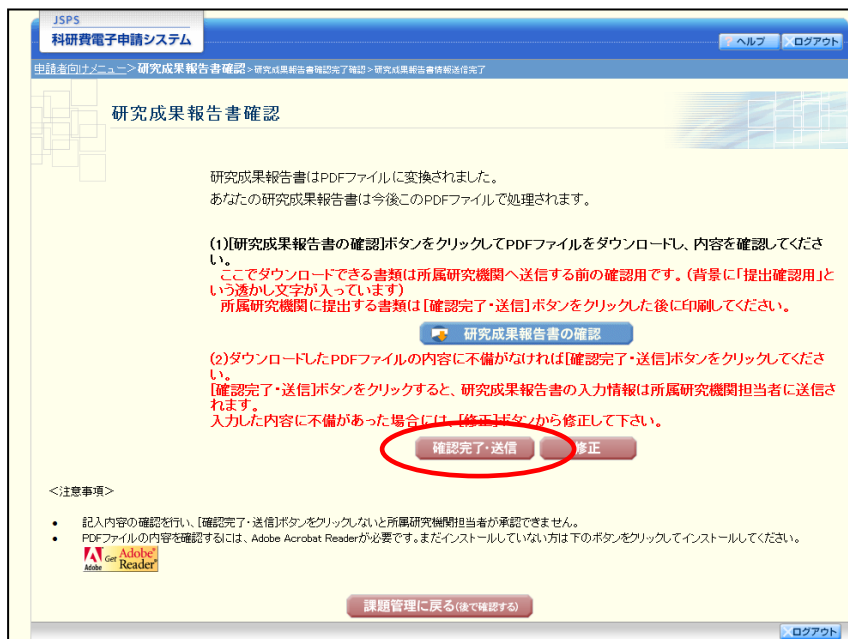 JSPS
科研費電子申請システム
ヘルプ
ログアウト
申請者向けメニュー>研究成果報告書確認>研究成果報告書確認完了確認>研究成果報告書情報送信完了
研究成果報告書確認
研究成果報告書はPDFファイルに変換されました。
あなたの研究成果報告書は今後このPDFファイルで処理されます。
(1)[研究成果報告書の確認]ボタンをクリックしてPDFファイルをダウンロードし、内容を確認してくださ
い。
ここでダウンロードできる書類は所属研究機関へ送信する前の確認用です。(背景に「提出確認用」と
いう透かし文字が入っています)
所属研究機関に提出する書類は[確認完了・送信]ボタンをクリックした後に印刷してください。
研究成果報告書の確認
(2)ダウンロードしたPDFファイルの内容に不備がなければ[確認完了・送信]ボタンをクリックしてくださ
い。
[確認完了・送信]ボタンをクリックすると、研究成果報告書の入力情報は所属研究機関担当者に送信さ
れます。
入力した内容に不備があった場合には、[修正]ボタンから修正して下さい。
確認完了・送信
修正
<注意事項>
• 記入内容の確認を行い、[確認完了・送信]ボタンをクリックしないと所属研究機関担当者が承認できません。
• PDFファイルの内容を確認するには、Adobe Acrobat Readerが必要です。まだインストールしていない方は下のボタンをクリックしてインストールしてください。
Adobe Get Adobe® Reader®
課題管理に戻る(後で確認する)
ログアウト